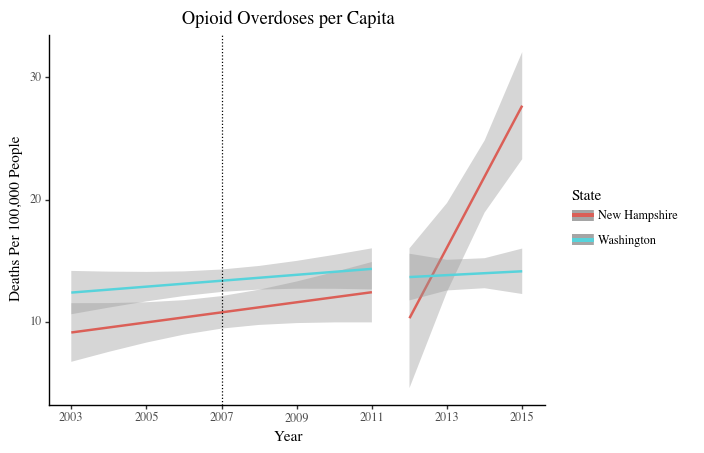 Opioid Overdoses per Capita
Deaths Per 100,000 People
30
20
10
2003 2005 2007 2009 2011 2013 2015
Year
State
New Hampshire
Washington